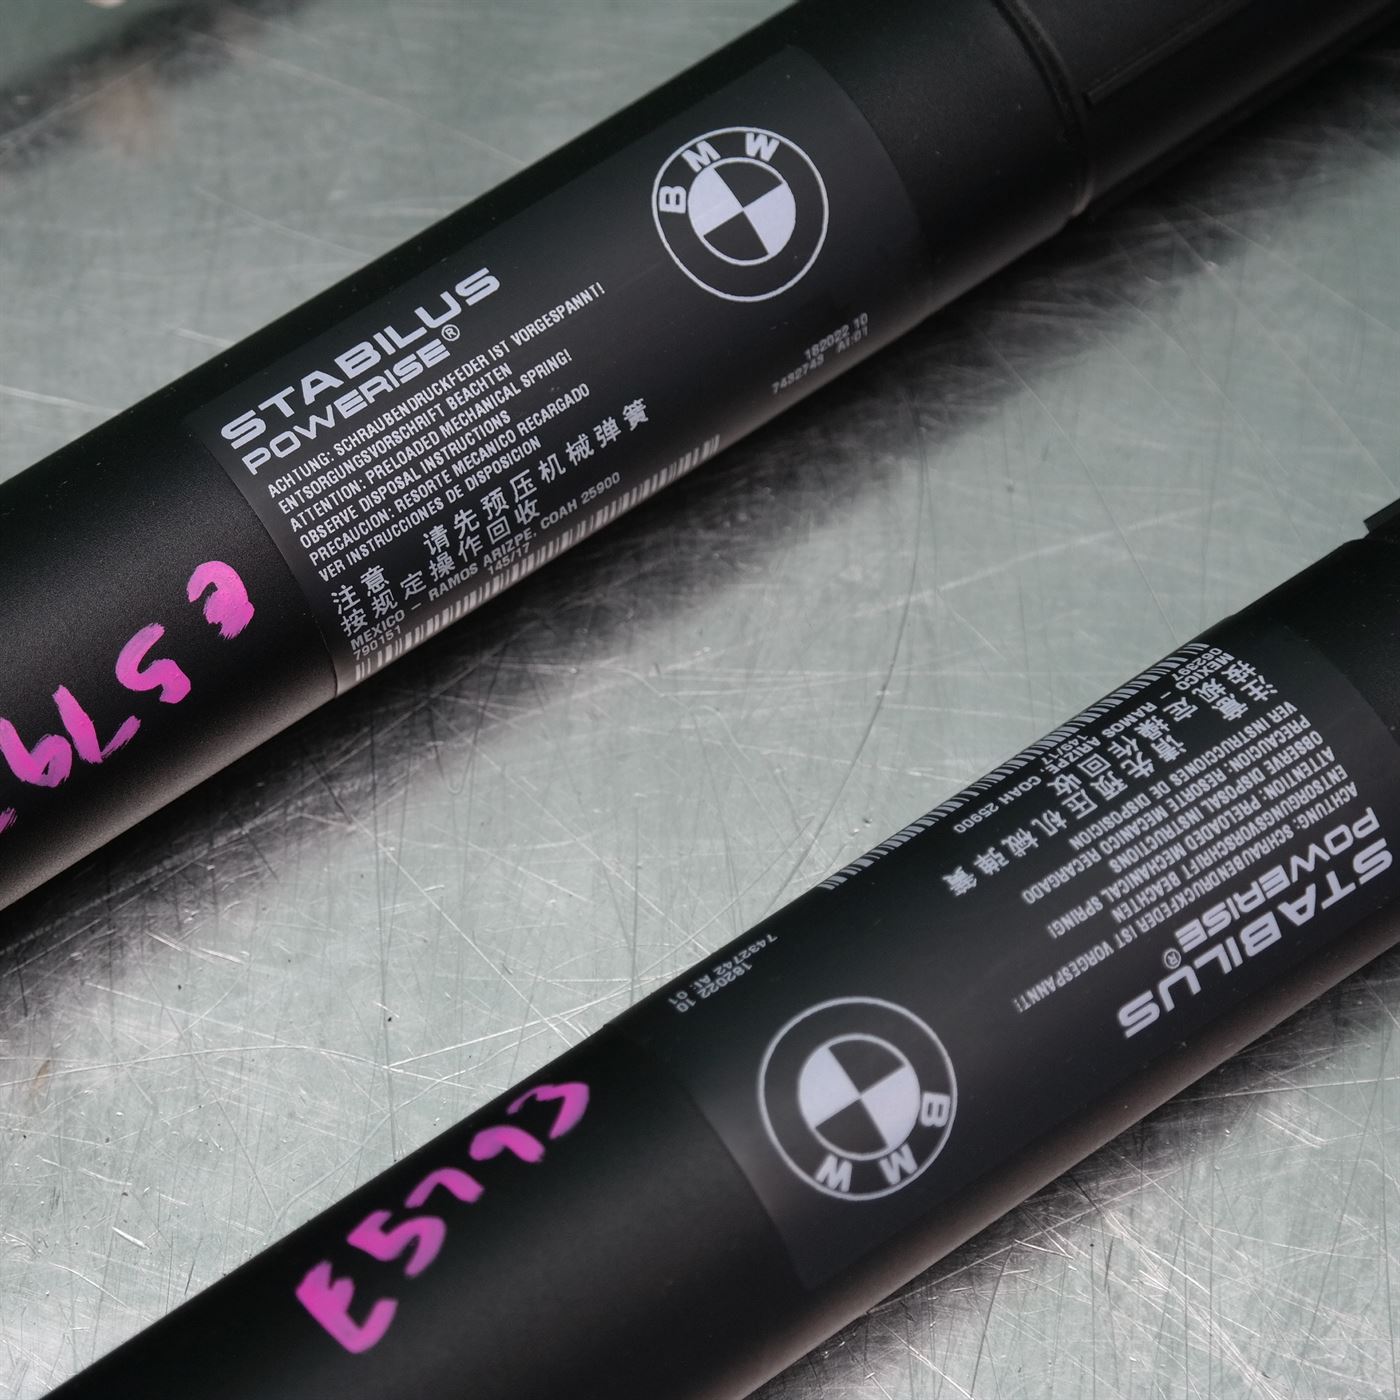 BMW
STABILUS
POWERISE®
ACHTUNG: SCHRAUBENDRUCKFEDER IST VORGESPANNT!
ENTSORGUNGSVORSCHRIFT BEACHTEN
ATTENTION: PRELOADED MECHANICAL SPRING!
OBSERVE DISPOSAL INSTRUCTIONS
PRECAUCION: RESORTE MECANICO RECARGADO
VER INSTRUCCIONES DE DISPOSICION
注意 请先预压机械弹簧
按规定操作回收
MEXICO - RAMOS ARIZPE. COAH 25900
790151 145717
182022 10
7432743 AI:01
e 579
STABILUS
POWERISE®
ACHTUNG: SCHRAUBENDRUCKFEDER IST VORGESPANNT!
ENTSORGUNGSVORSCHRIFT BEACHTEN
ATTENTION: PRELOADED MECHANICAL SPRING!
OBSERVE DISPOSAL INSTRUCTIONS
PRECAUCION: RESORTE MECANICO RECARGADO
VER INSTRUCCIONES DE DISPOSICION
注意 请先预压机械弹簧
按规定操作回收
MEXICO - RAMOS ARIZPE. COAH 25900
182022 10
7432742 AI: 01
BMW
E5793